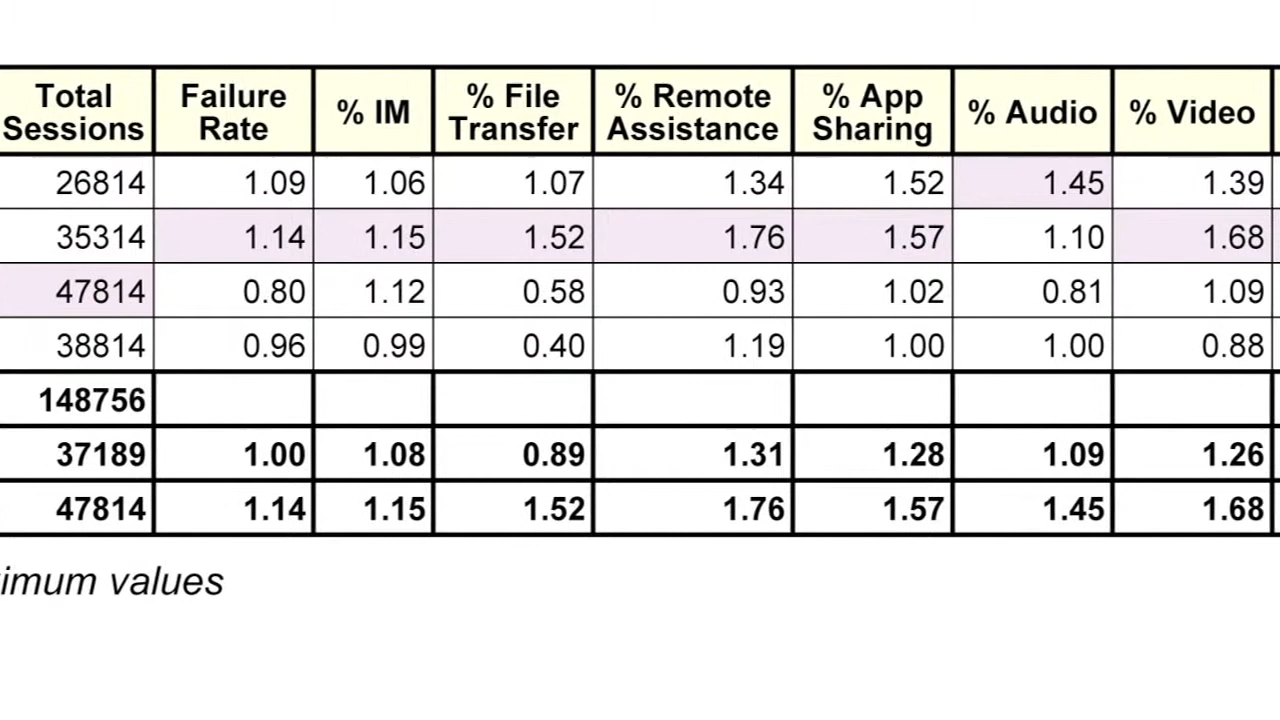 Total Sessions Failure Rate % IM % File Transfer % Remote Assistance % App Sharing % Audio % Video
26814 1.09 1.06 1.07 1.34 1.52 1.45 1.39
35314 1.14 1.15 1.52 1.76 1.57 1.10 1.68
47814 0.80 1.12 0.58 0.93 1.02 0.81 1.09
38814 0.96 0.99 0.40 1.19 1.00 1.00 0.88
148756
37189 1.00 1.08 0.89 1.31 1.28 1.09 1.26
47814 1.14 1.15 1.52 1.76 1.57 1.45 1.68
values